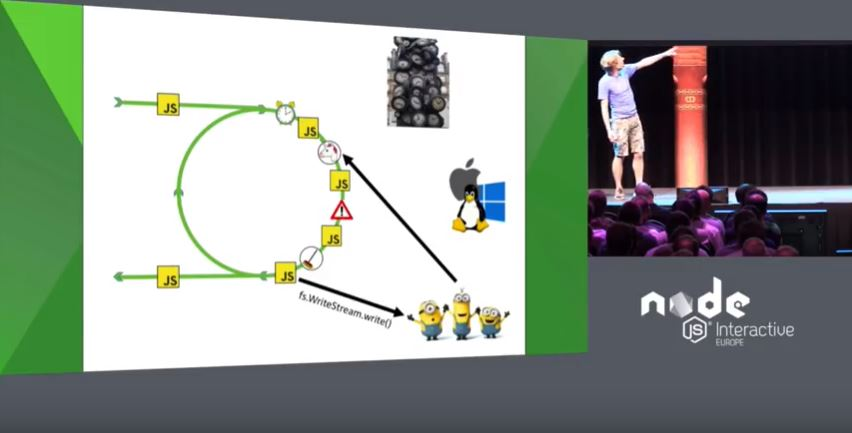 JS
JS
JS
JS
JS
JS
fs.WriteStream.write()
node
JS
Interactive
EUROPE